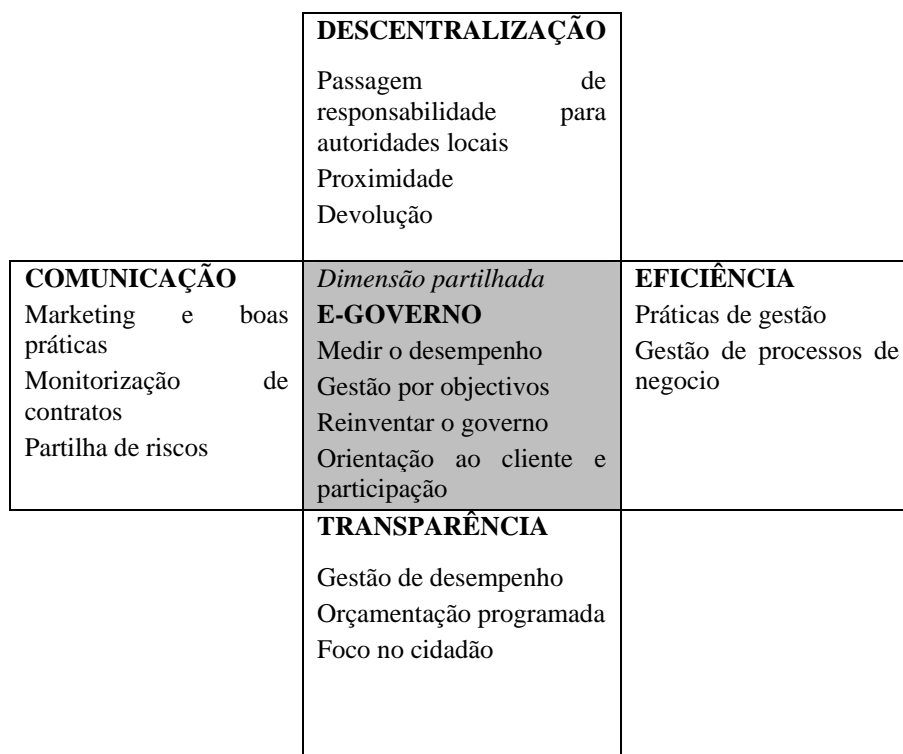 DESCENTRALIZAÇÃO
Passagem de
responsabilidade para
autoridades locais
Proximidade
Devolução
COMUNICAÇÃO
Marketing e boas
práticas
Monitorização de
contratos
Partilha de riscos
Dimensão partilhada
E-GOVERNO
Medir o desempenho
Gestão por objectivos
Reinventar o governo
Orientação ao cliente e
participação
EFICIÊNCIA
Práticas de gestão
Gestão de processos de
negocio
TRANSPARÊNCIA
Gestão de desempenho
Orçamentação programada
Foco no cidadão